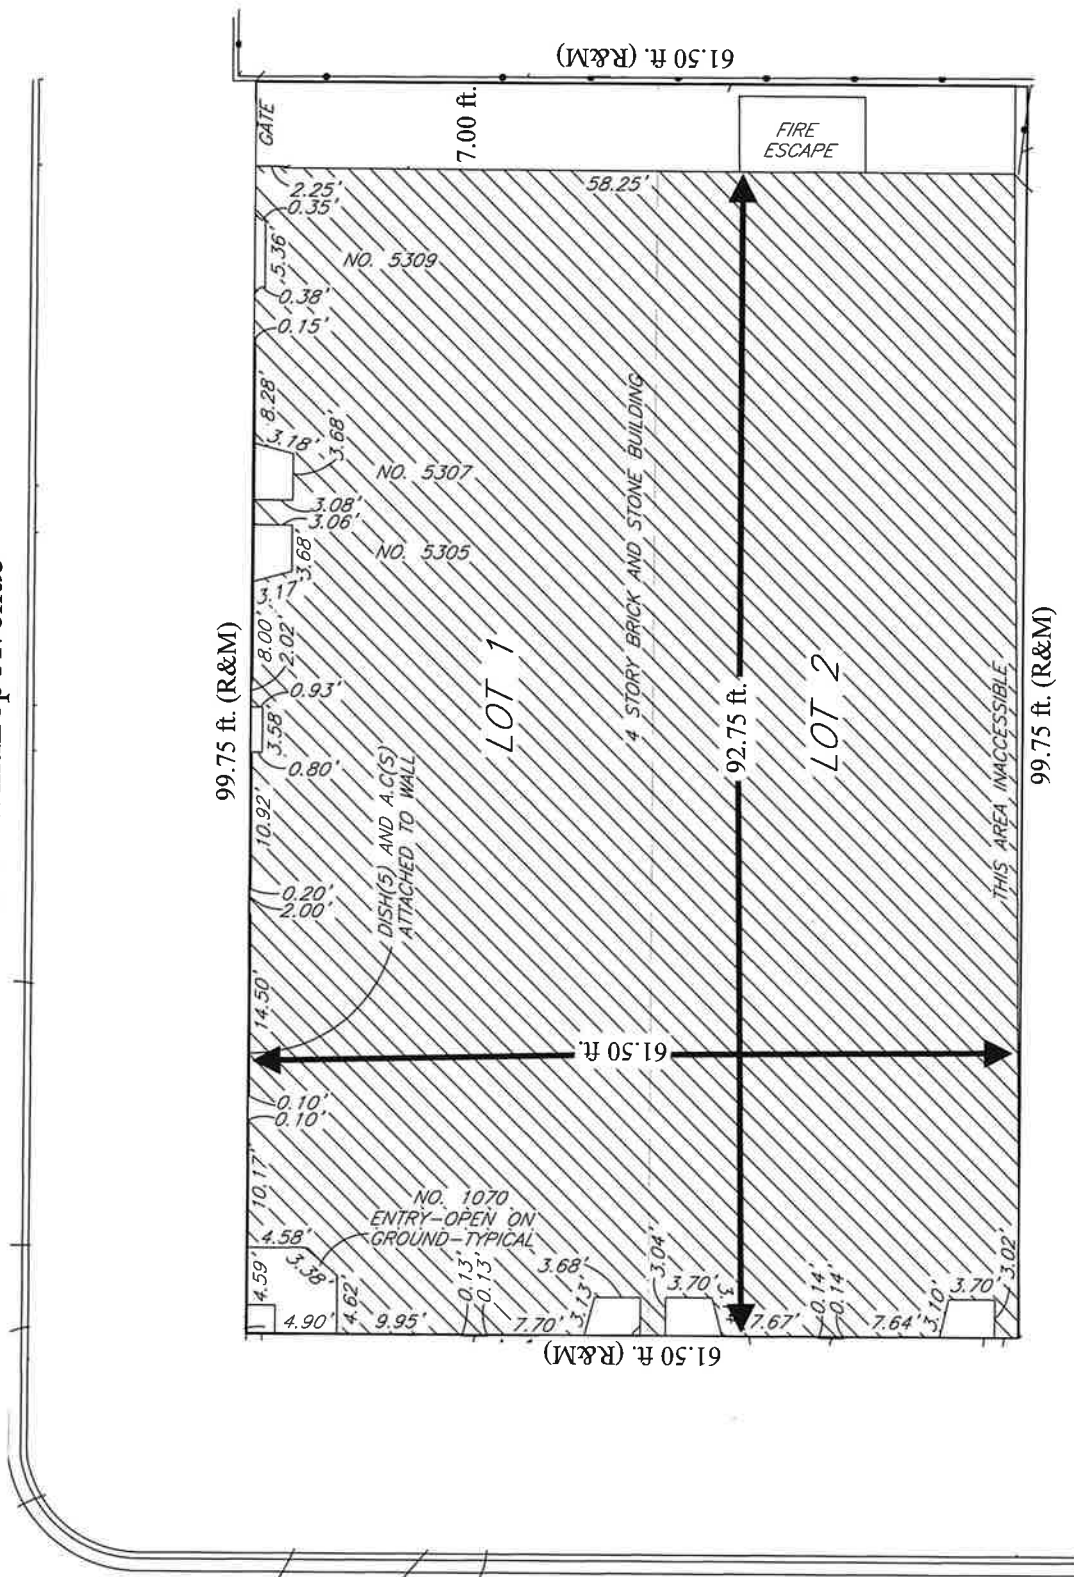 61.50 ft. (R&M)
GATE
7.00 ft.
FIRE
ESCAPE
2.25'
0.35'
5.36'
0.38'
0.15'
58.25'
NO. 5309
8.28'
3.18'
3.68'
NO. 5307
3.08'
3.06'
3.68'
NO. 5305
3.17'
8.00'
2.02'
0.93'
3.58'
0.80'
99.75 ft. (R&M)
LOT 1
4 STORY BRICK AND STONE BUILDING
92.75 ft.
LOT 2
THIS AREA INACCESSIBLE
99.75 ft. (R&M)
10.92'
0.20'
2.00'
DISH(S) AND A.C(S)
ATTACHED TO WALL
14.50'
61.50 ft.
0.10'
0.10'
10.17'
NO. 1070
ENTRY-OPEN ON
GROUND-TYPICAL
4.58'
3.38'
4.59'
4.90'
4.62'
9.95'
0.13'
0.13'
7.70'
3.13'
3.68'
3.04'
3.70'
7.67'
0.14'
0.14'
7.64'
3.10'
3.70'
3.02'
61.50 ft. (R&M)